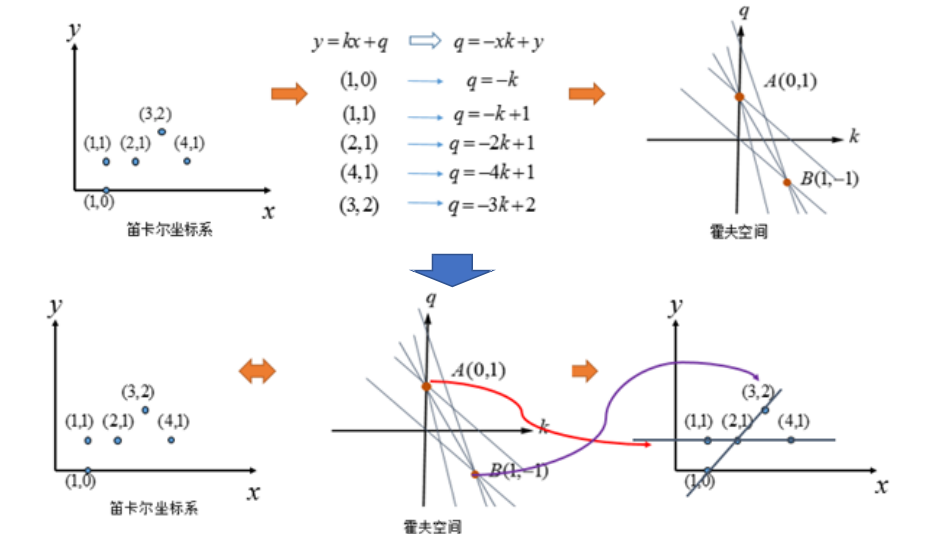 y
(3,2)
(1,1) (2,1) (4,1)
(1,0)
x
笛卡尔坐标系
y=kx+q q=-xk+y
(1,0) q=-k
(1,1) q=-k+1
(2,1) q=-2k+1
(4,1) q=-4k+1
(3,2) q=-3k+2
q
A(0,1)
k
B(1,-1)
霍夫空间
y
(3,2)
(1,1) (2,1) (4,1)
(1,0)
x
笛卡尔坐标系
q
A(0,1)
k
B(1,-1)
霍夫空间
y
(3,2)
(1,1) (2,1) (4,1)
(1,0)
x